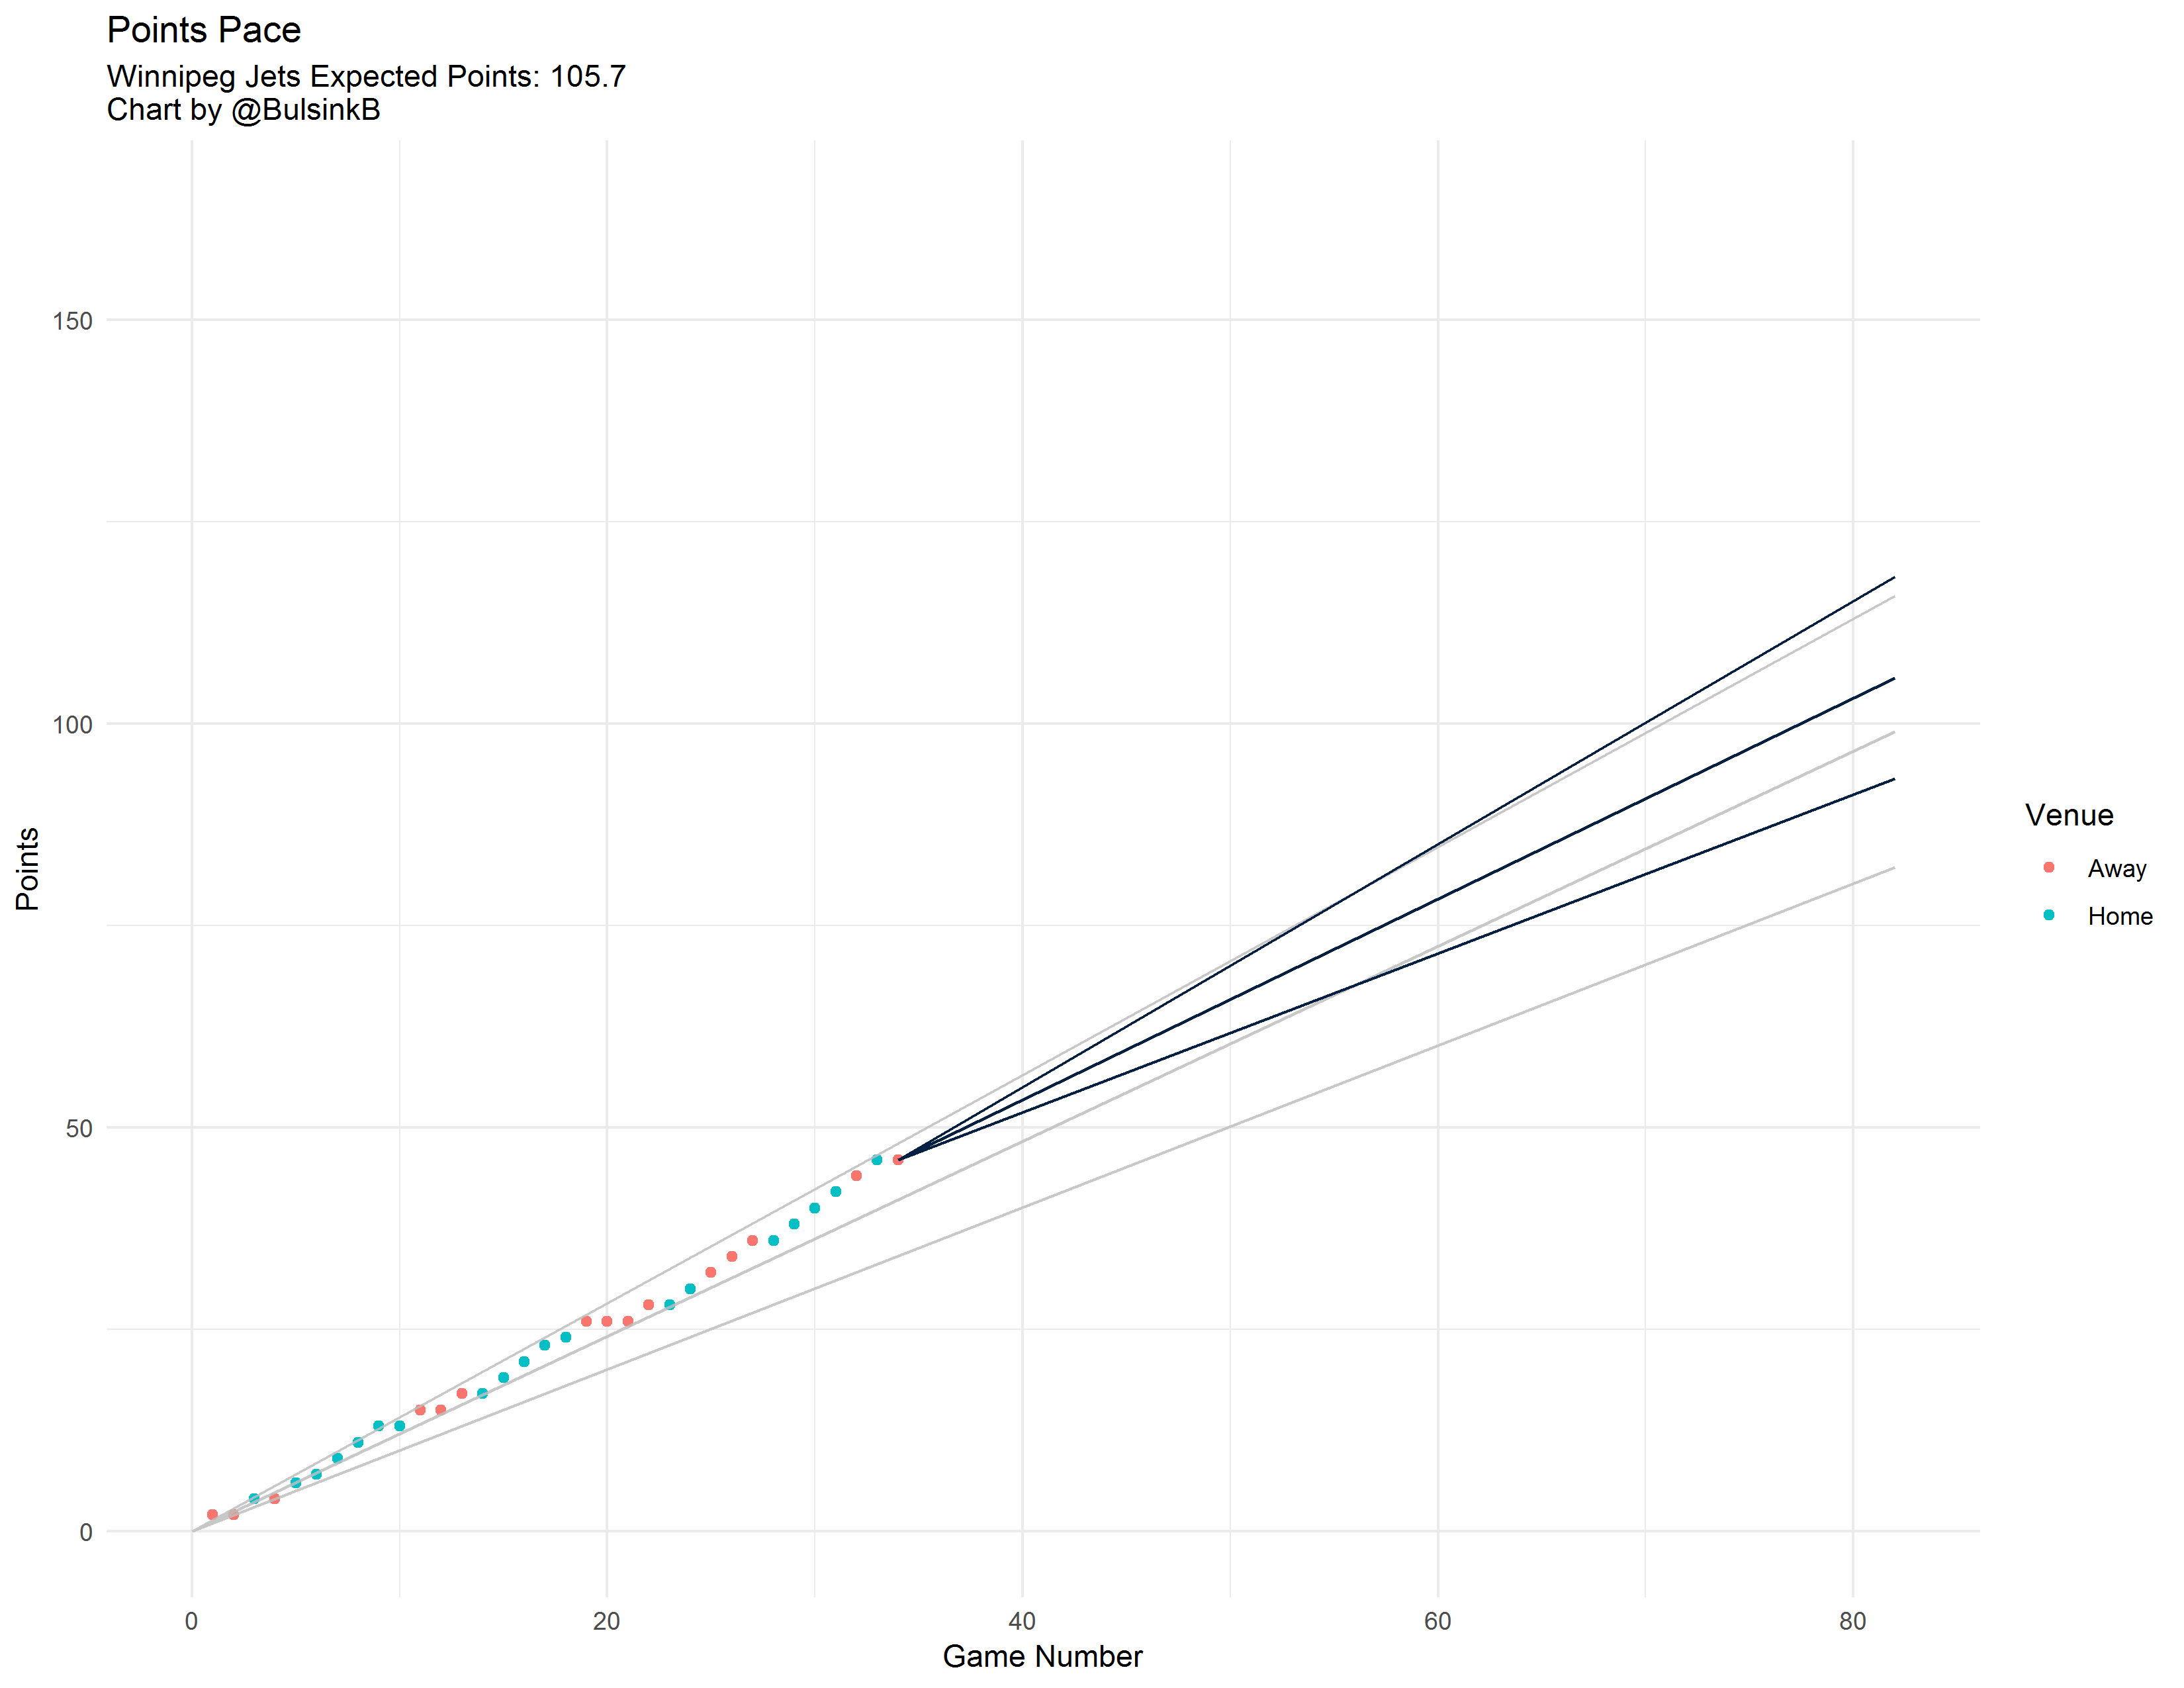 Points Pace
Winnipeg Jets Expected Points: 105.7
Chart by @BulsinkB
150
100
50
0
Points
0 20 40 60 80
Game Number
Venue
Away
Home